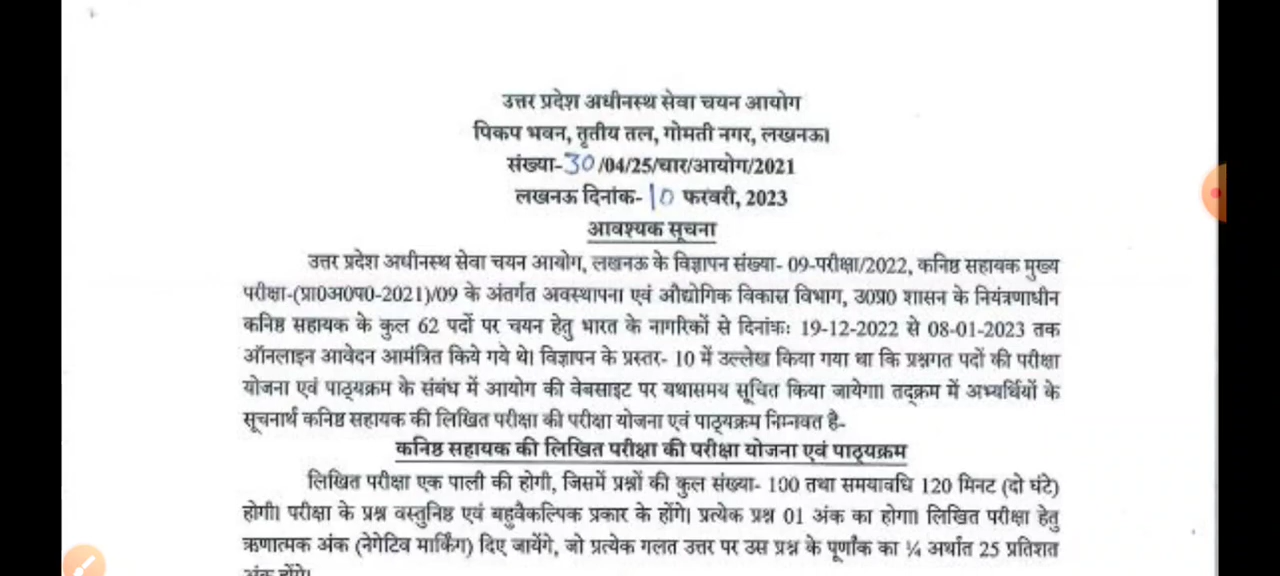 उत्तर प्रदेश अधीनस्थ सेवा चयन आयोग
पिकप भवन, तृतीय तल, गोमती नगर, लखनऊ।
संख्या-30/04/25/चार/आयोग/2021
लखनऊ दिनांक-10 फरवरी, 2023
आवश्यक सूचना
उत्तर प्रदेश अधीनस्थ सेवा चयन आयोग, लखनऊ के विज्ञापन संख्या- 09-परीक्षा/2022, कनिष्ठ सहायक मुख्य
परीक्षा-(प्रा0अ0प0-2021)/09 के अंतर्गत अवस्थापना एवं औद्योगिक विकास विभाग, उ0प्र0 शासन के नियंत्रणाधीन
कनिष्ठ सहायक के कुल 62 पदों पर चयन हेतु भारत के नागरिकों से दिनांकः 19-12-2022 से 08-01-2023 तक
ऑनलाइन आवेदन आमंत्रित किये गये थे। विज्ञापन के प्रस्तर- 10 में उल्लेख किया गया था कि प्रश्नगत पदों की परीक्षा
योजना एवं पाठ्यक्रम के संबंध में आयोग की वेबसाइट पर यथासमय सूचित किया जायेगा। तद्क्रम में अभ्यर्थियों के
सूचनार्थ कनिष्ठ सहायक की लिखित परीक्षा की परीक्षा योजना एवं पाठ्यक्रम निम्नवत है-
कनिष्ठ सहायक की लिखित परीक्षा की परीक्षा योजना एवं पाठ्यक्रम
लिखित परीक्षा एक पाली की होगी, जिसमें प्रश्नों की कुल संख्या- 100 तथा समयावधि 120 मिनट (दो घंटे)
होगी। परीक्षा के प्रश्न वस्तुनिष्ठ एवं बहुवैकल्पिक प्रकार के होंगे। प्रत्येक प्रश्न 01 अंक का होगा। लिखित परीक्षा हेतु
ऋणात्मक अंक (नेगेटिव मार्किंग) दिए जायेंगे, जो प्रत्येक गलत उत्तर पर उस प्रश्न के पूर्णांक का ¼ अर्थात 25 प्रतिशत
अंक होंगे।